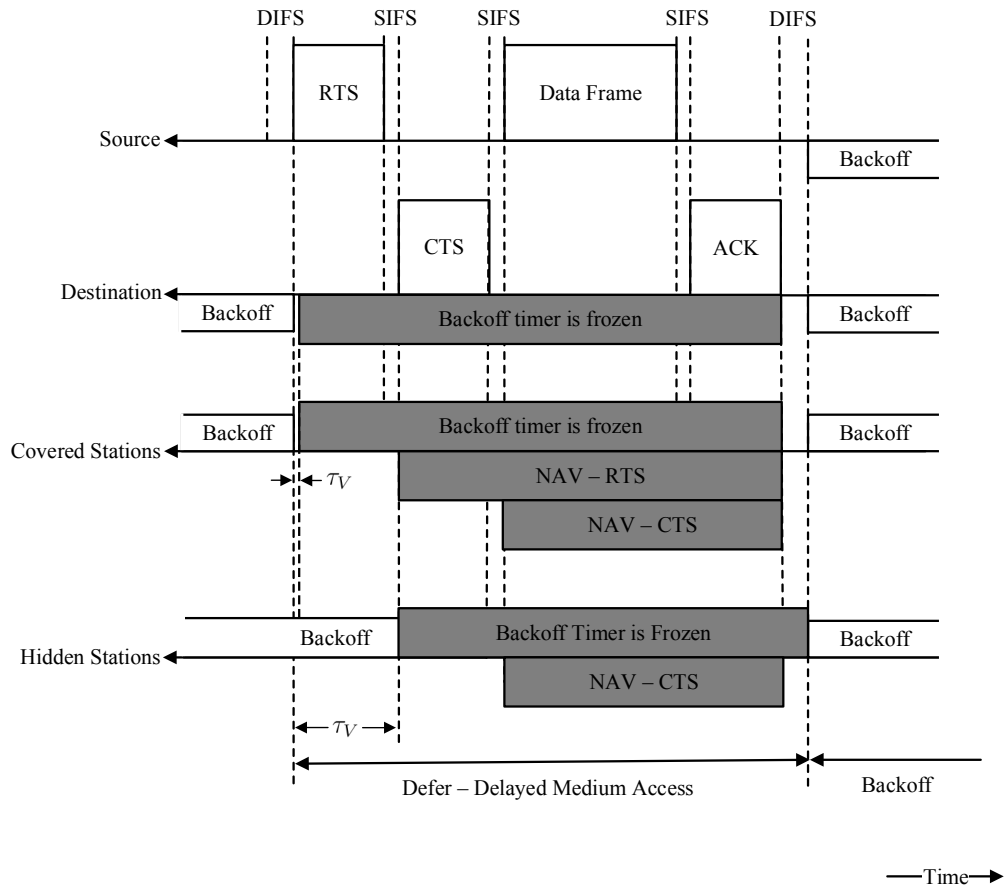 DIFS SIFS SIFS SIFS DIFS
RTS Data Frame
Source
Backoff
CTS ACK
Destination
Backoff Backoff timer is frozen Backoff
Backoff Backoff timer is frozen Backoff
Covered Stations
τV NAV – RTS
NAV – CTS
Backoff Backoff Timer is Frozen Backoff
Hidden Stations
NAV – CTS
τV
Defer – Delayed Medium Access Backoff
Time